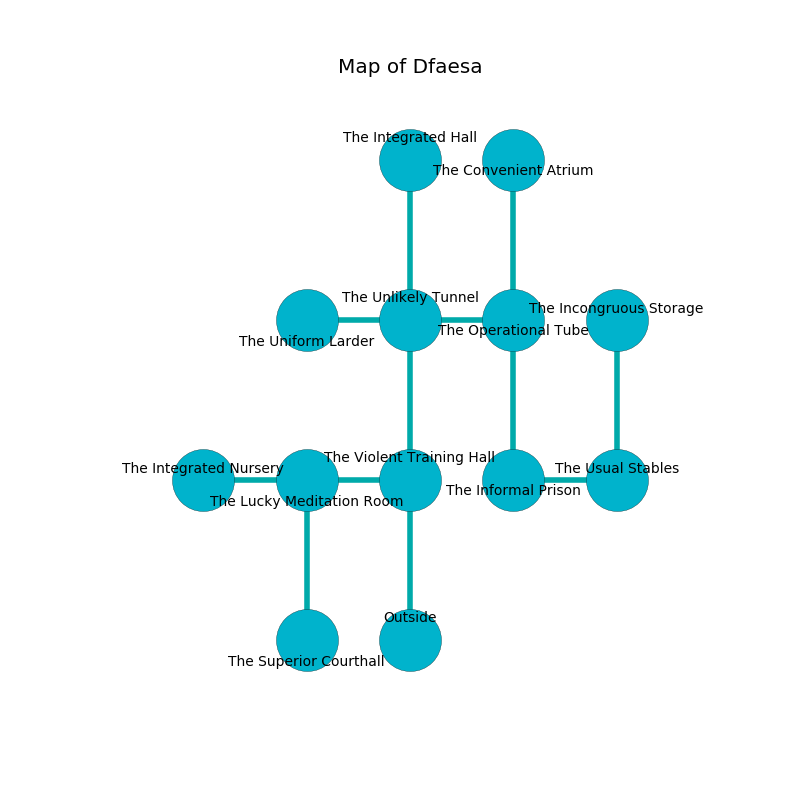 Map of Dfaesa
The Integrated Hall
The Convenient Atrium
The Unlikely Tunnel
The Incongruous Storage
The Operational Tube
The Uniform Larder
The Violent Training Hall
The Integrated Nursery
The Usual Stables
The Informal Prison
The Lucky Meditation Room
Outside
The Superior Courthall